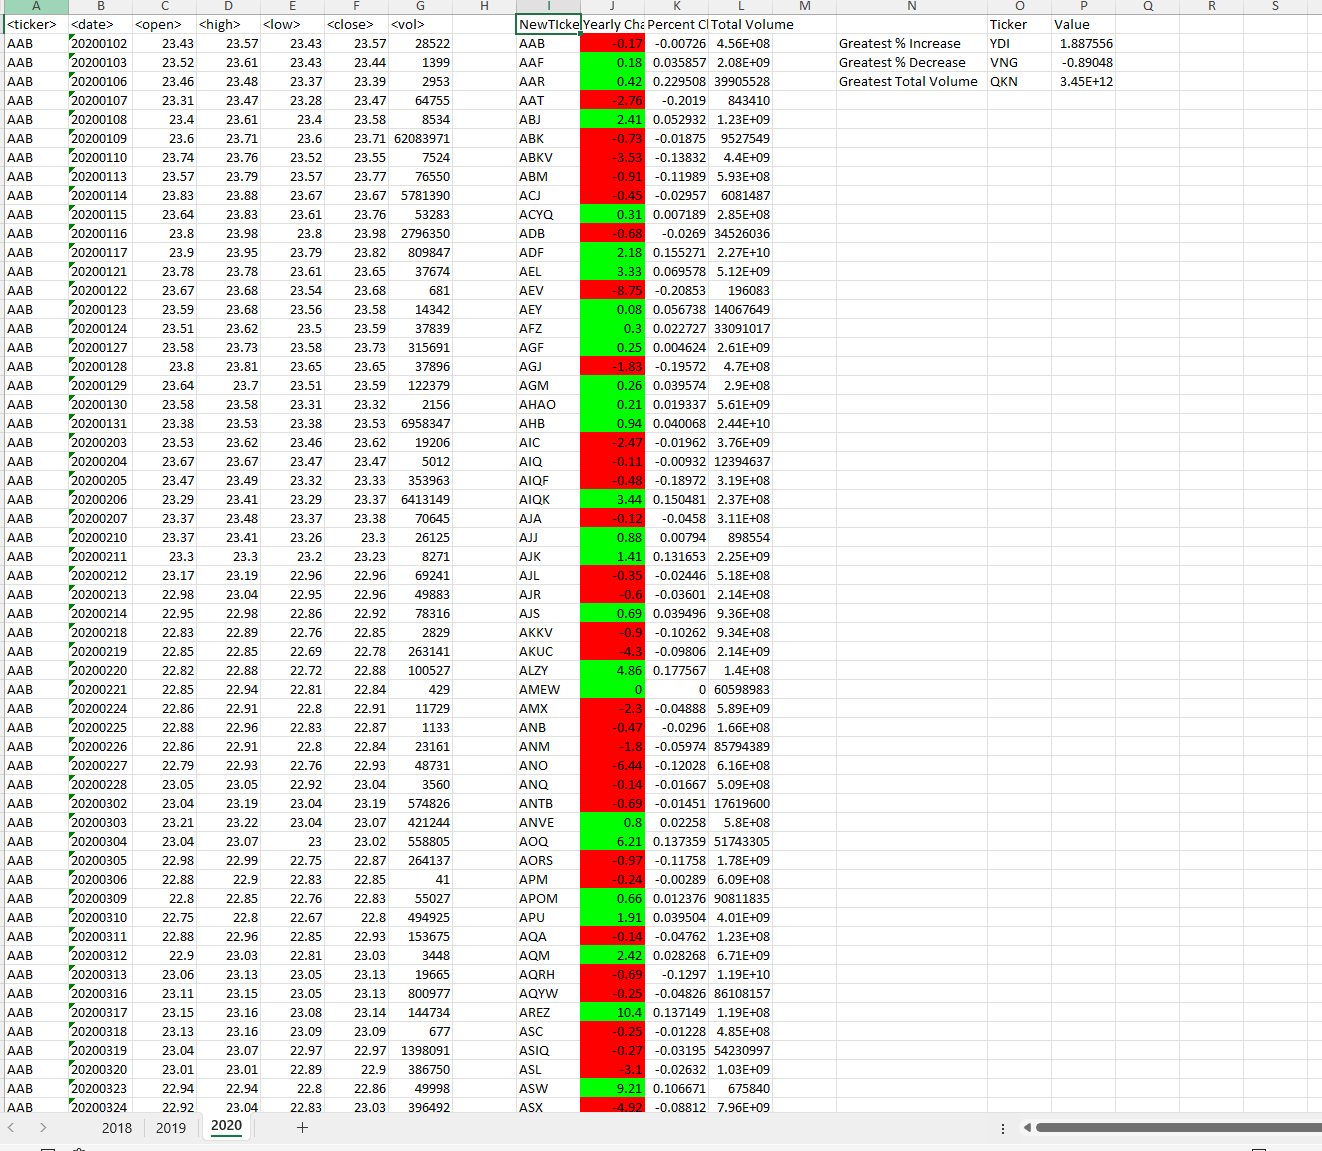 A B C D E F G H I J K L M N O P Q R S
<ticker> <date> <open> <high> <low> <close> <vol> NewTIcke Yearly Cha Percent Cl Total Volume Ticker Value
AAB 20200102 23.43 23.57 23.43 23.57 28522 AAB -0.17 -0.00726 4.56E+08 Greatest % Increase YDI 1.887556
AAB 20200103 23.52 23.61 23.43 23.44 1399 AAF 0.18 0.035857 2.08E+09 Greatest % Decrease VNG -0.89048
AAB 20200106 23.46 23.48 23.37 23.39 2953 AAR 0.42 0.229508 39905528 Greatest Total Volume QKN 3.45E+12
AAB 20200107 23.31 23.47 23.28 23.47 64755 AAT -2.76 -0.2019 843410
AAB 20200108 23.4 23.61 23.4 23.58 8534 ABJ 2.41 0.052932 1.23E+09
AAB 20200109 23.6 23.71 23.6 23.71 62083971 ABK -0.73 -0.01875 9527549
AAB 20200110 23.74 23.76 23.52 23.55 7524 ABKV -3.53 -0.13832 4.4E+09
AAB 20200113 23.57 23.79 23.57 23.77 76550 ABM -0.91 -0.11989 5.93E+08
AAB 20200114 23.83 23.88 23.67 23.67 5781390 ACJ -0.45 -0.02957 6081487
AAB 20200115 23.64 23.83 23.61 23.76 53283 ACYQ 0.31 0.007189 2.85E+08
AAB 20200116 23.8 23.98 23.8 23.98 2796350 ADB -0.68 -0.0269 34526036
AAB 20200117 23.9 23.95 23.79 23.82 809847 ADF 2.18 0.155271 2.27E+10
AAB 20200121 23.78 23.78 23.61 23.65 37674 AEL 3.33 0.069578 5.12E+09
AAB 20200122 23.67 23.68 23.54 23.68 681 AEV -8.75 -0.20853 196083
AAB 20200123 23.59 23.68 23.56 23.58 14342 AEY 0.08 0.056738 14067649
AAB 20200124 23.51 23.62 23.5 23.59 37839 AFZ 0.3 0.022727 33091017
AAB 20200127 23.58 23.73 23.58 23.73 315691 AGF 0.25 0.004624 2.61E+09
AAB 20200128 23.8 23.81 23.65 23.65 37896 AGJ -1.83 -0.19572 4.7E+08
AAB 20200129 23.64 23.7 23.51 23.59 122379 AGM 0.26 0.039574 2.9E+08
AAB 20200130 23.58 23.58 23.31 23.32 2156 AHAO 0.21 0.019337 5.61E+09
AAB 20200131 23.38 23.53 23.38 23.53 6958347 AHB 0.94 0.040068 2.44E+10
AAB 20200203 23.53 23.62 23.46 23.62 19206 AIC -2.47 -0.01962 3.76E+09
AAB 20200204 23.67 23.67 23.47 23.47 5012 AIQ -0.11 -0.00932 12394637
AAB 20200205 23.47 23.49 23.32 23.33 353963 AIQF -0.48 -0.18972 3.19E+08
AAB 20200206 23.29 23.41 23.29 23.37 6413149 AIQK 3.44 0.150481 2.37E+08
AAB 20200207 23.37 23.48 23.37 23.38 70645 AJA -0.12 -0.0458 3.11E+08
AAB 20200210 23.37 23.41 23.26 23.3 26125 AJJ 0.88 0.00794 898554
AAB 20200211 23.3 23.3 23.2 23.23 8271 AJK 1.41 0.131653 2.25E+09
AAB 20200212 23.17 23.19 22.96 22.96 69241 AJL -0.35 -0.02446 5.18E+08
AAB 20200213 22.98 23.04 22.95 22.96 49883 AJR -0.6 -0.03601 2.14E+08
AAB 20200214 22.95 22.98 22.86 22.92 78316 AJS 0.69 0.039496 9.36E+08
AAB 20200218 22.83 22.89 22.76 22.85 2829 AKKV -0.9 -0.10262 9.34E+08
AAB 20200219 22.85 22.85 22.69 22.78 263141 AKUC -4.3 -0.09806 2.14E+09
AAB 20200220 22.82 22.88 22.72 22.88 100527 ALZY 4.86 0.177567 1.4E+08
AAB 20200221 22.85 22.94 22.81 22.84 429 AMEW 0 0 60598983
AAB 20200224 22.86 22.91 22.8 22.91 11729 AMX -2.3 -0.04888 5.89E+09
AAB 20200225 22.88 22.96 22.83 22.87 1133 ANB -0.47 -0.0296 1.66E+08
AAB 20200226 22.86 22.91 22.8 22.84 23161 ANM -1.8 -0.05974 85794389
AAB 20200227 22.79 22.93 22.76 22.93 48731 ANO -6.44 -0.12028 6.16E+08
AAB 20200228 23.05 23.05 22.92 23.04 3560 ANQ -0.14 -0.01667 5.09E+08
AAB 20200302 23.04 23.19 23.04 23.19 574826 ANTB -0.69 -0.01451 17619600
AAB 20200303 23.21 23.22 23.04 23.07 421244 ANVE 0.8 0.02258 5.8E+08
AAB 20200304 23.04 23.07 23 23.02 558805 AOQ 6.21 0.137359 51743305
AAB 20200305 22.98 22.99 22.75 22.87 264137 AORS -0.97 -0.11758 1.78E+09
AAB 20200306 22.88 22.9 22.83 22.85 41 APM -0.24 -0.00289 6.09E+08
AAB 20200309 22.8 22.85 22.76 22.83 55027 APOM 0.66 0.012376 90811835
AAB 20200310 22.75 22.8 22.67 22.8 494925 APU 1.91 0.039504 4.01E+09
AAB 20200311 22.88 22.96 22.85 22.93 153675 AQA -0.14 -0.04762 1.23E+08
AAB 20200312 22.9 23.03 22.81 23.03 3448 AQM 2.42 0.028268 6.71E+09
AAB 20200313 23.06 23.13 23.05 23.13 19665 AQRH -0.69 -0.1297 1.19E+10
AAB 20200316 23.11 23.15 23.05 23.13 800977 AQYW -0.25 -0.04826 86108157
AAB 20200317 23.15 23.16 23.08 23.14 144734 AREZ 10.4 0.137149 1.19E+08
AAB 20200318 23.13 23.16 23.09 23.09 677 ASC -0.25 -0.01228 4.85E+08
AAB 20200319 23.04 23.07 22.97 22.97 1398091 ASIQ -0.27 -0.03195 54230997
AAB 20200320 23.01 23.01 22.89 22.9 386750 ASL -3.1 -0.02632 1.03E+09
AAB 20200323 22.94 22.94 22.8 22.86 49998 ASW 9.21 0.106671 675840
AAB 20200324 22.92 23.04 22.83 23.03 396492 ASX -4.92 -0.08812 7.96E+09
2018 2019 2020